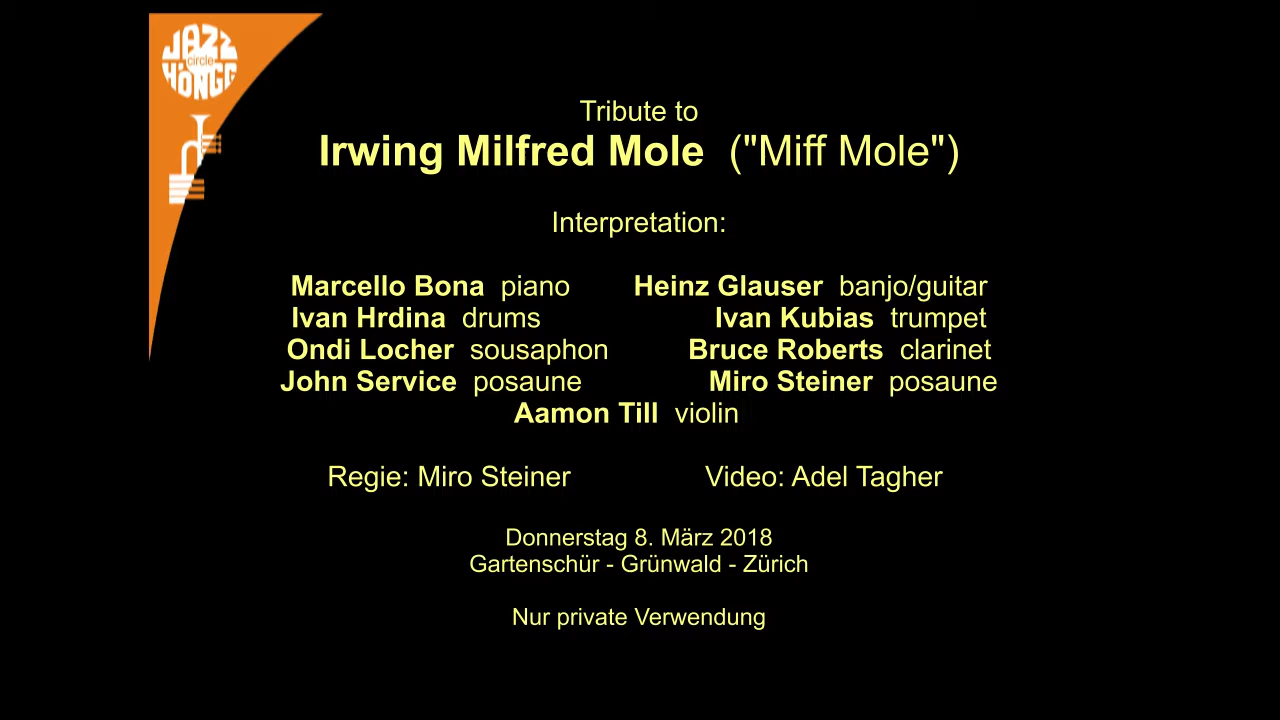 JAZZ
circle
HÖNGG
Tribute to
Irwing Milfred Mole ("Miff Mole")
Interpretation:
Marcello Bona piano Heinz Glauser banjo/guitar
Ivan Hrdina drums Ivan Kubias trumpet
Ondi Locher sousaphon Bruce Roberts clarinet
John Service posaune Miro Steiner posaune
Aamon Till violin
Regie: Miro Steiner Video: Adel Tagher
Donnerstag 8. März 2018
Gartenschür - Grünwald - Zürich
Nur private Verwendung